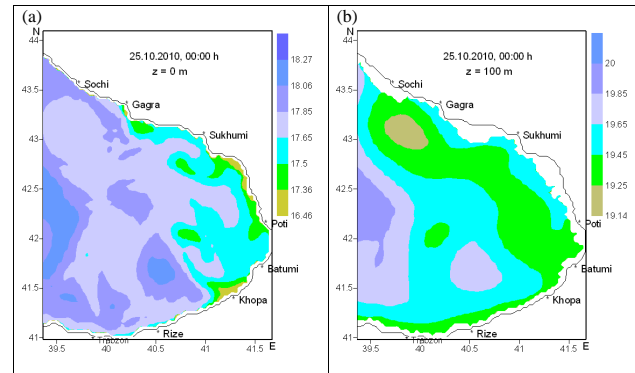 (a)
N
25.10.2010, 00:00 h
z = 0 m
44
43.5
43
42.5
42
41.5
41
39.5
40
40.5
41
41.5
E
Sochi
Gagra
Sukhumi
Poti
Batumi
Khopa
Rize
Trabzon
18.27
18.06
17.85
17.65
17.5
17.36
16.46
(b)
N
25.10.2010, 00:00 h
z = 100 m
44
43.5
43
42.5
42
41.5
41
39.5
40
40.5
41
41.5
E
Sochi
Gagra
Sukhumi
Poti
Batumi
Khopa
Rize
Trabzon
20
19.85
19.65
19.45
19.25
19.14